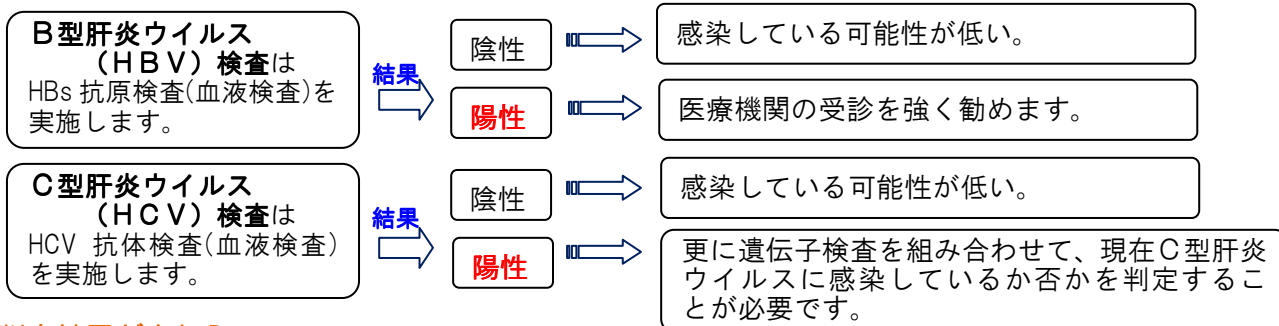 B型肝炎ウイルス
(HBV)検査は
HBs 抗原検査(血液検査)を
実施します。
結果
陰性
感染している可能性が低い。
陽性
医療機関の受診を強く勧めます。
C型肝炎ウイルス
(HCV)検査は
HCV 抗体検査(血液検査)
を実施します。
結果
陰性
感染している可能性が低い。
陽性
更に遺伝子検査を組み合わせて、現在C型肝炎
ウイルスに感染しているか否かを判定するこ
とが必要です。